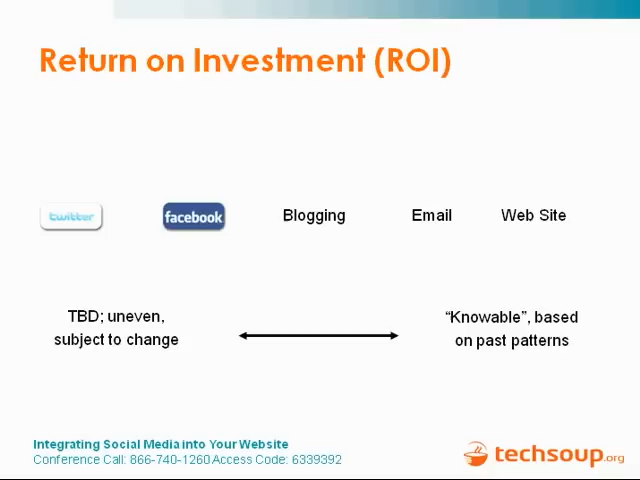 Return on Investment (ROI)
twitter facebook Blogging Email Web Site
TBD; uneven,
subject to change
“Knowable”, based
on past patterns
Integrating Social Media into Your Website
Conference Call: 866-740-1260 Access Code: 6339392
techsoup.org